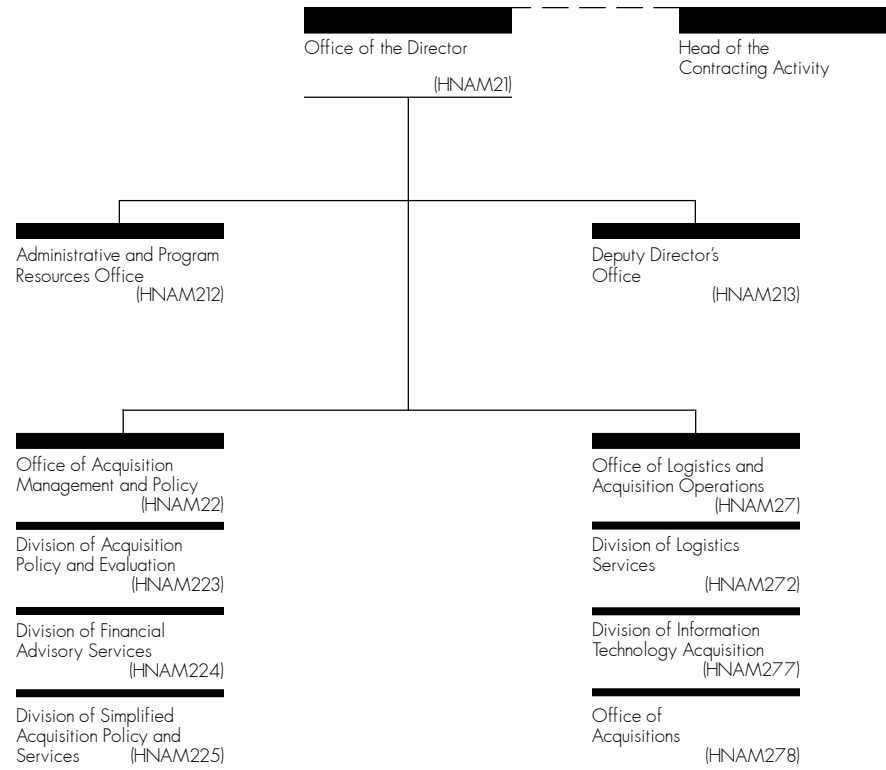 Office of the Director
(HNAM21)
Head of the
Contracting Activity
Administrative and Program
Resources Office
(HNAM212)
Deputy Director's
Office
(HNAM213)
Office of Acquisition
Management and Policy
(HNAM22)
Division of Acquisition
Policy and Evaluation
(HNAM223)
Division of Financial
Advisory Services
(HNAM224)
Division of Simplified
Acquisition Policy and
Services (HNAM225)
Office of Logistics and
Acquisition Operations
(HNAM27)
Division of Logistics
Services
(HNAM272)
Division of Information
Technology Acquisition
(HNAM277)
Office of
Acquisitions
(HNAM278)